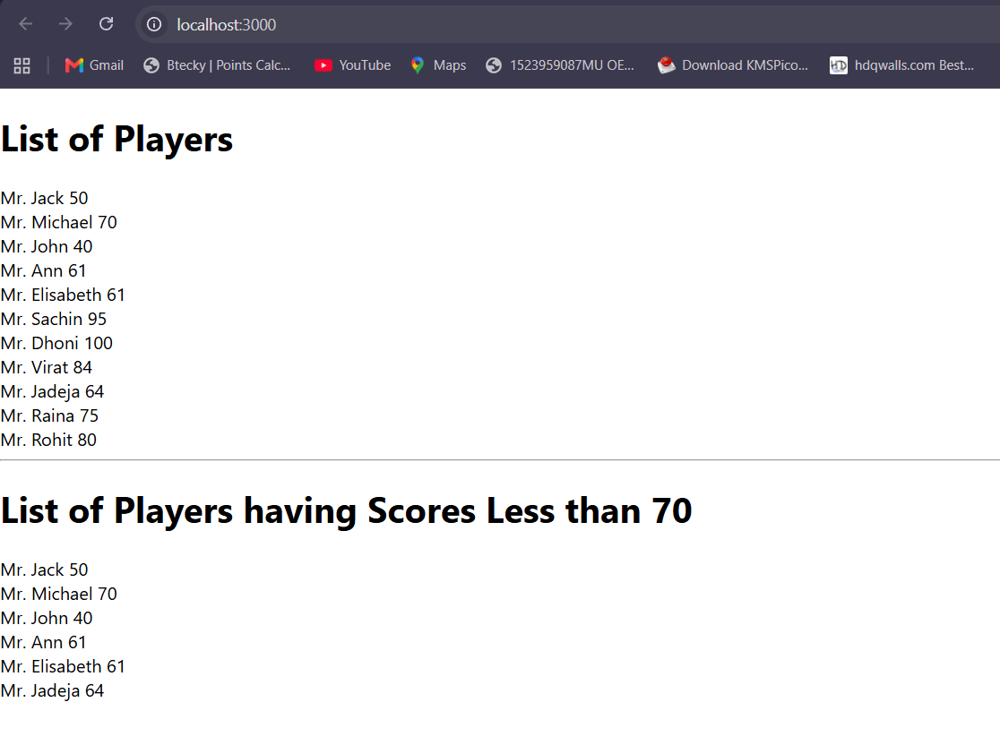 localhost:3000
Gmail Btecky | Points Calc... YouTube Maps 1523959087MU OE... Download KMSPico... HD hdqwalls.com Best...
List of Players
Mr. Jack 50
Mr. Michael 70
Mr. John 40
Mr. Ann 61
Mr. Elisabeth 61
Mr. Sachin 95
Mr. Dhoni 100
Mr. Virat 84
Mr. Jadeja 64
Mr. Raina 75
Mr. Rohit 80
List of Players having Scores Less than 70
Mr. Jack 50
Mr. Michael 70
Mr. John 40
Mr. Ann 61
Mr. Elisabeth 61
Mr. Jadeja 64